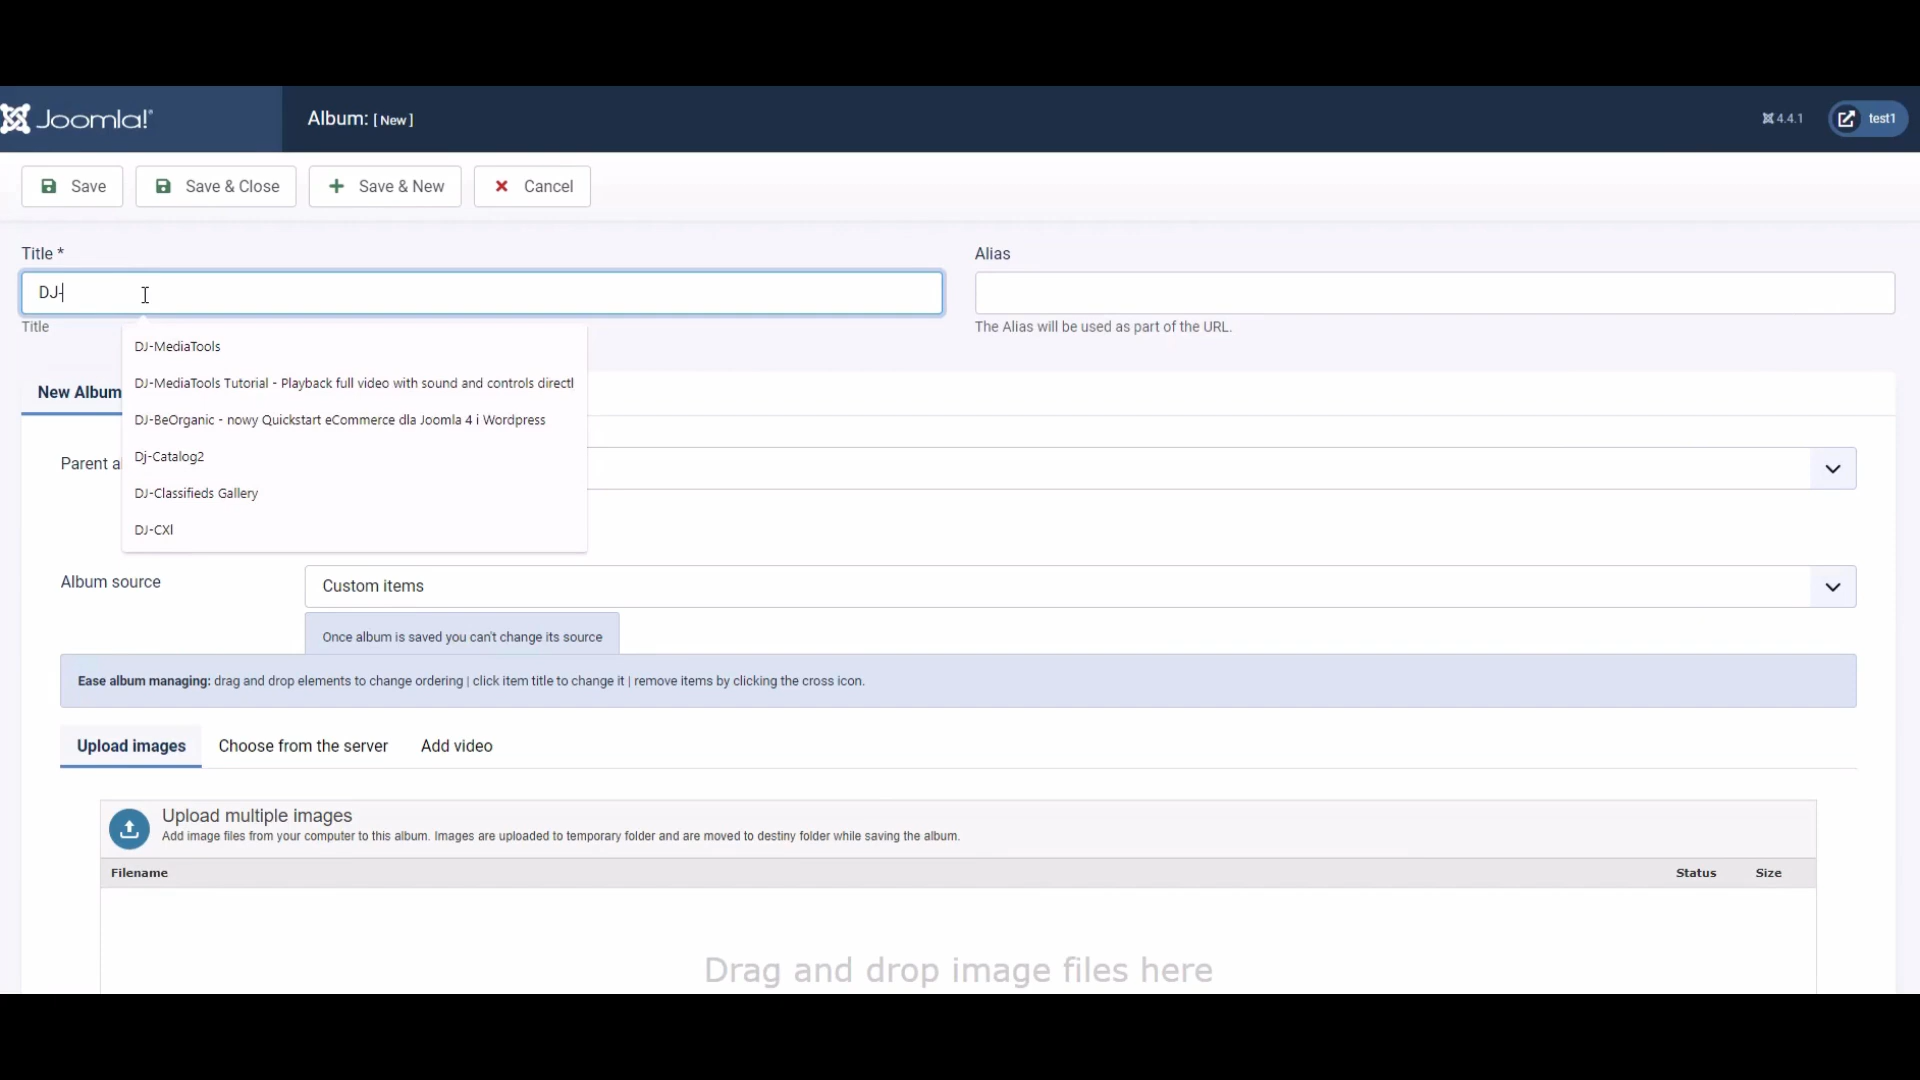 Joomla!® Album: [ New ] 4.4.1 test1
Save Save & Close Save & New Cancel
Title * Alias
DJ-
Title The Alias will be used as part of the URL.
DJ-MediaTools
DJ-MediaTools Tutorial - Playback full video with sound and controls directl
New Album
DJ-BeOrganic - nowy Quickstart eCommerce dla Joomla 4 i Wordpress
Parent a
Dj-Catalog2
DJ-Classifieds Gallery
DJ-CXl
Album source Custom items
Once album is saved you can't change its source
Ease album managing: drag and drop elements to change ordering | click item title to change it | remove items by clicking the cross icon.
Upload images Choose from the server Add video
Upload multiple images
Add image files from your computer to this album. Images are uploaded to temporary folder and are moved to destiny folder while saving the album.
Filename Status Size
Drag and drop image files here